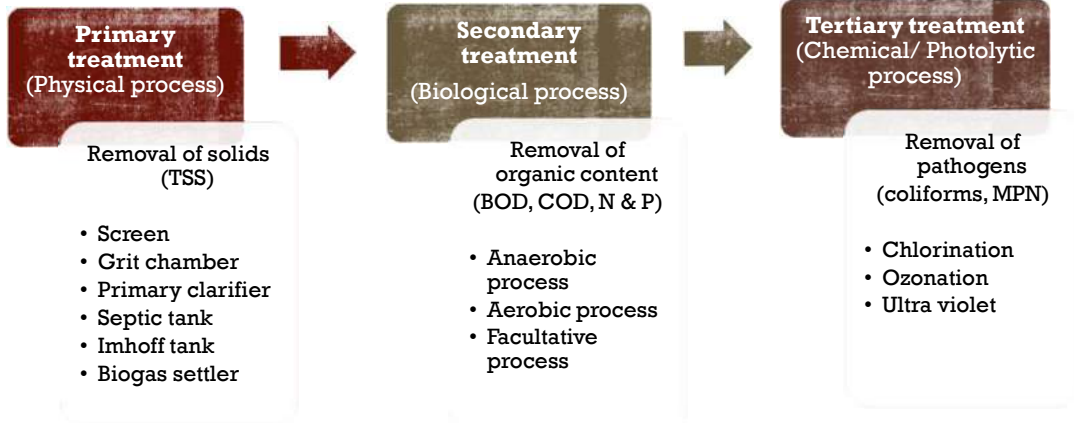 Primary
treatment
(Physical process)
Removal of solids
(TSS)
• Screen
• Grit chamber
• Primary clarifier
• Septic tank
• Imhoff tank
• Biogas settler
Secondary
treatment
(Biological process)
Removal of
organic content
(BOD, COD, N & P)
• Anaerobic
process
• Aerobic process
• Facultative
process
Tertiary treatment
(Chemical/ Photolytic
process)
Removal of
pathogens
(coliforms, MPN)
• Chlorination
• Ozonation
• Ultra violet